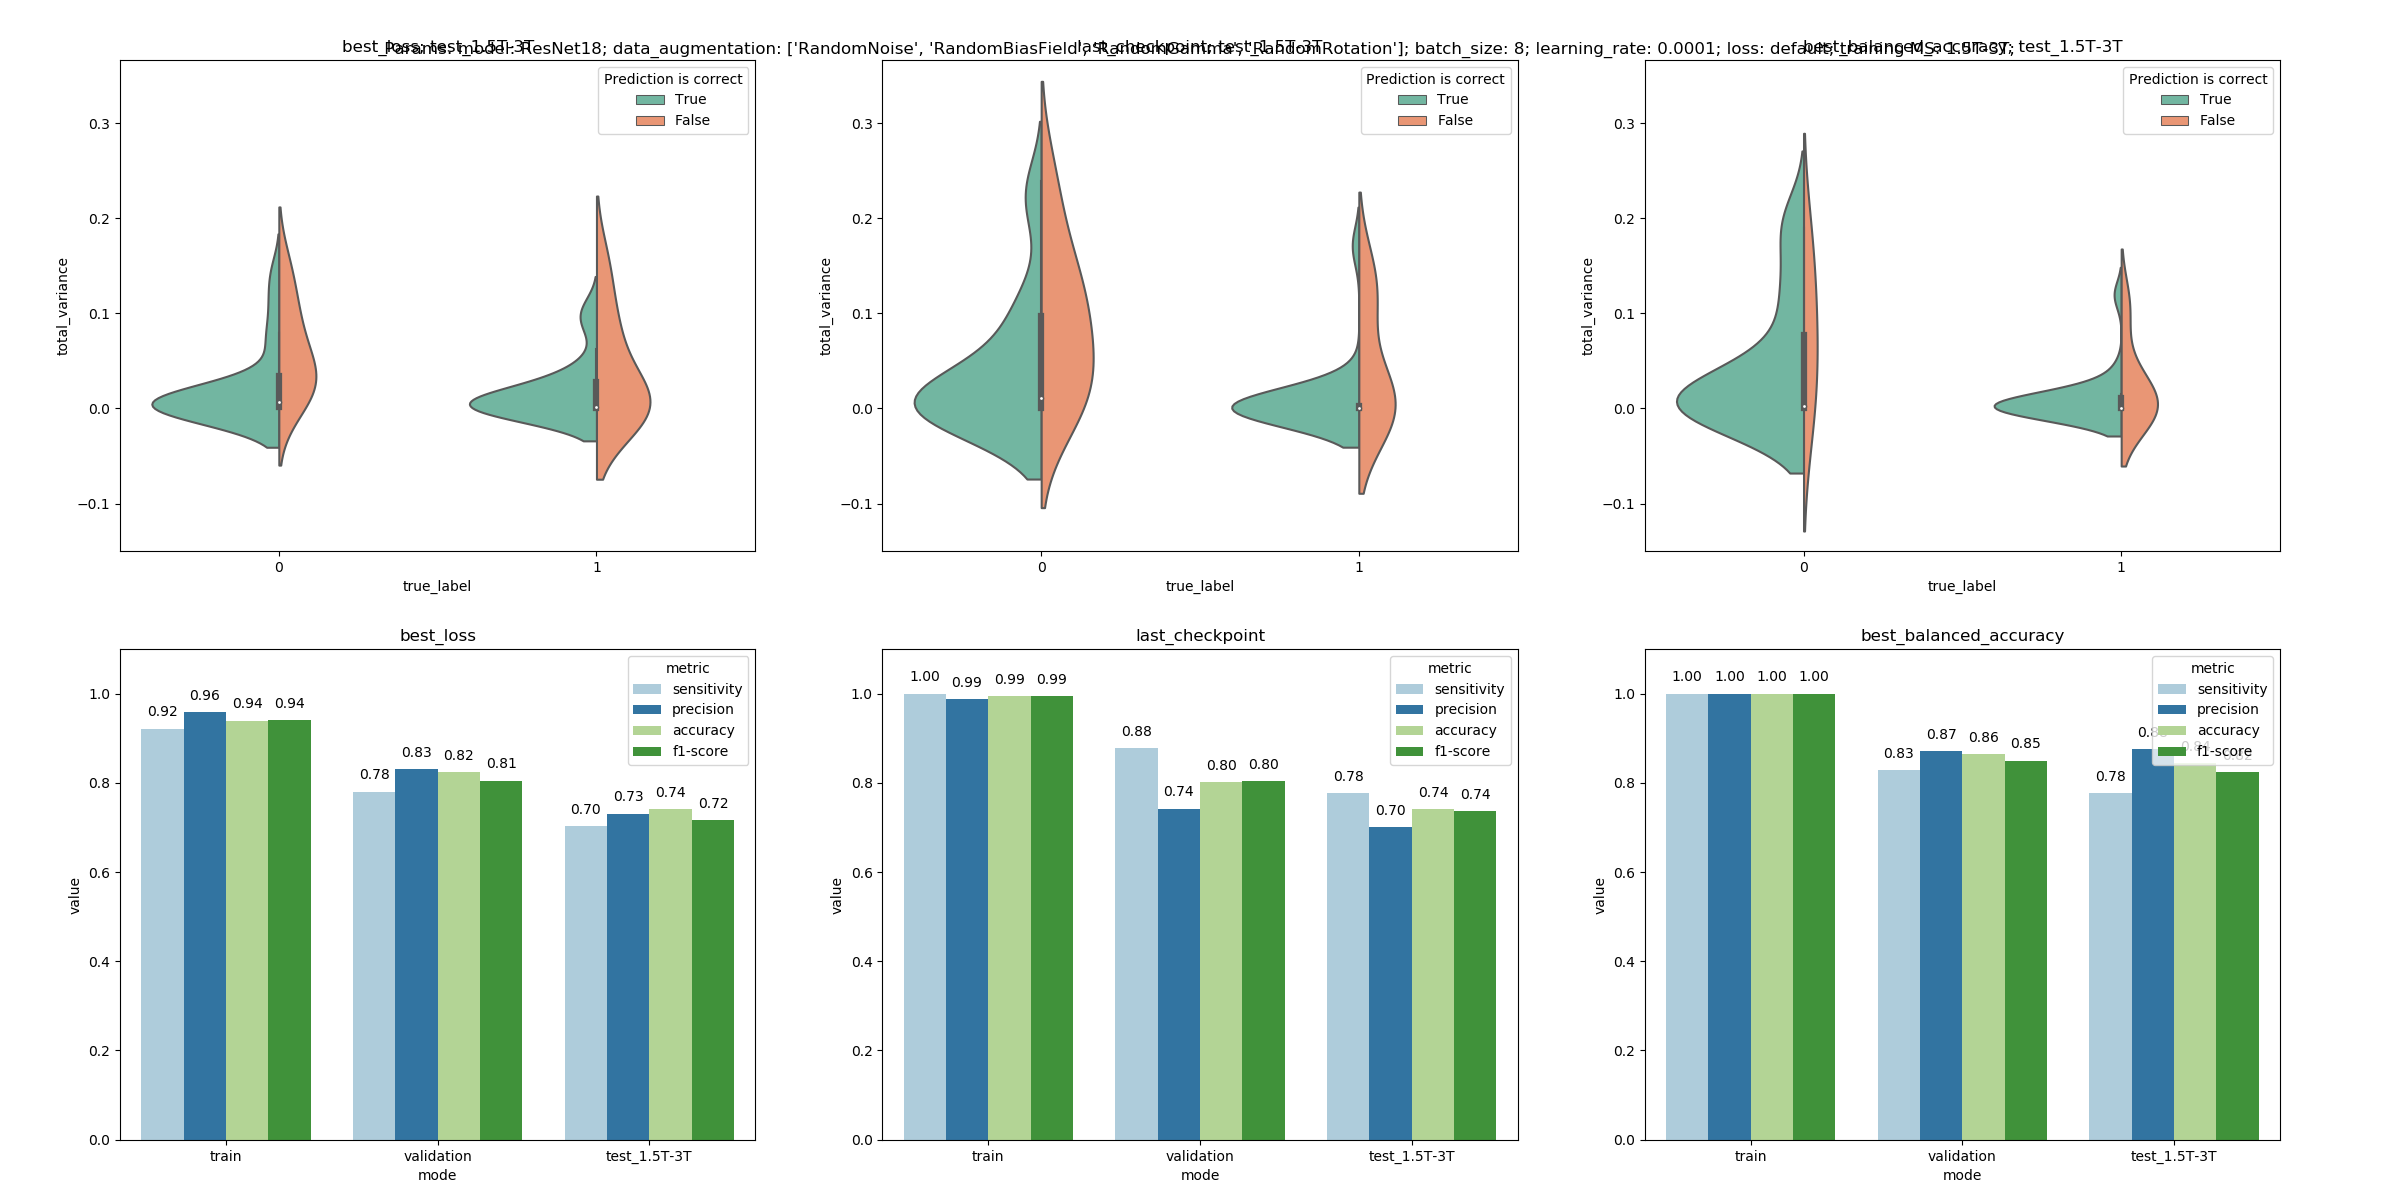 best_loss; test_1.5T-3T
Params: model: ResNet18; data_augmentation: ['RandomNoise', 'RandomBiasField', 'RandomGamma', 'RandomRotation']; batch_size: 8; learning_rate: 0.0001; loss: default; training MS: 1.5T-3T;
last_checkpoint; test_1.5T-3T
best_balanced_accuracy; test_1.5T-3T
Prediction is correct
True
False
0.3
0.2
0.1
0.0
−0.1
total_variance
0
1
true_label
Prediction is correct
True
False
0.3
0.2
0.1
0.0
−0.1
total_variance
0
1
true_label
Prediction is correct
True
False
0.3
0.2
0.1
0.0
−0.1
total_variance
0
1
true_label
best_loss
metric
sensitivity
precision
accuracy
f1-score
0.92 0.96 0.94 0.94
0.78 0.83 0.82 0.81
0.70 0.73 0.74 0.72
1.0
0.8
0.6
0.4
0.2
0.0
value
train
validation
test_1.5T-3T
mode
last_checkpoint
metric
sensitivity
precision
accuracy
f1-score
1.00 0.99 0.99 0.99
0.88 0.74 0.80 0.80
0.78 0.70 0.74 0.74
1.0
0.8
0.6
0.4
0.2
0.0
value
train
validation
test_1.5T-3T
mode
best_balanced_accuracy
metric
sensitivity
precision
accuracy
f1-score
1.00 1.00 1.00 1.00
0.83 0.87 0.86 0.85
0.78
1.0
0.8
0.6
0.4
0.2
0.0
value
train
validation
test_1.5T-3T
mode